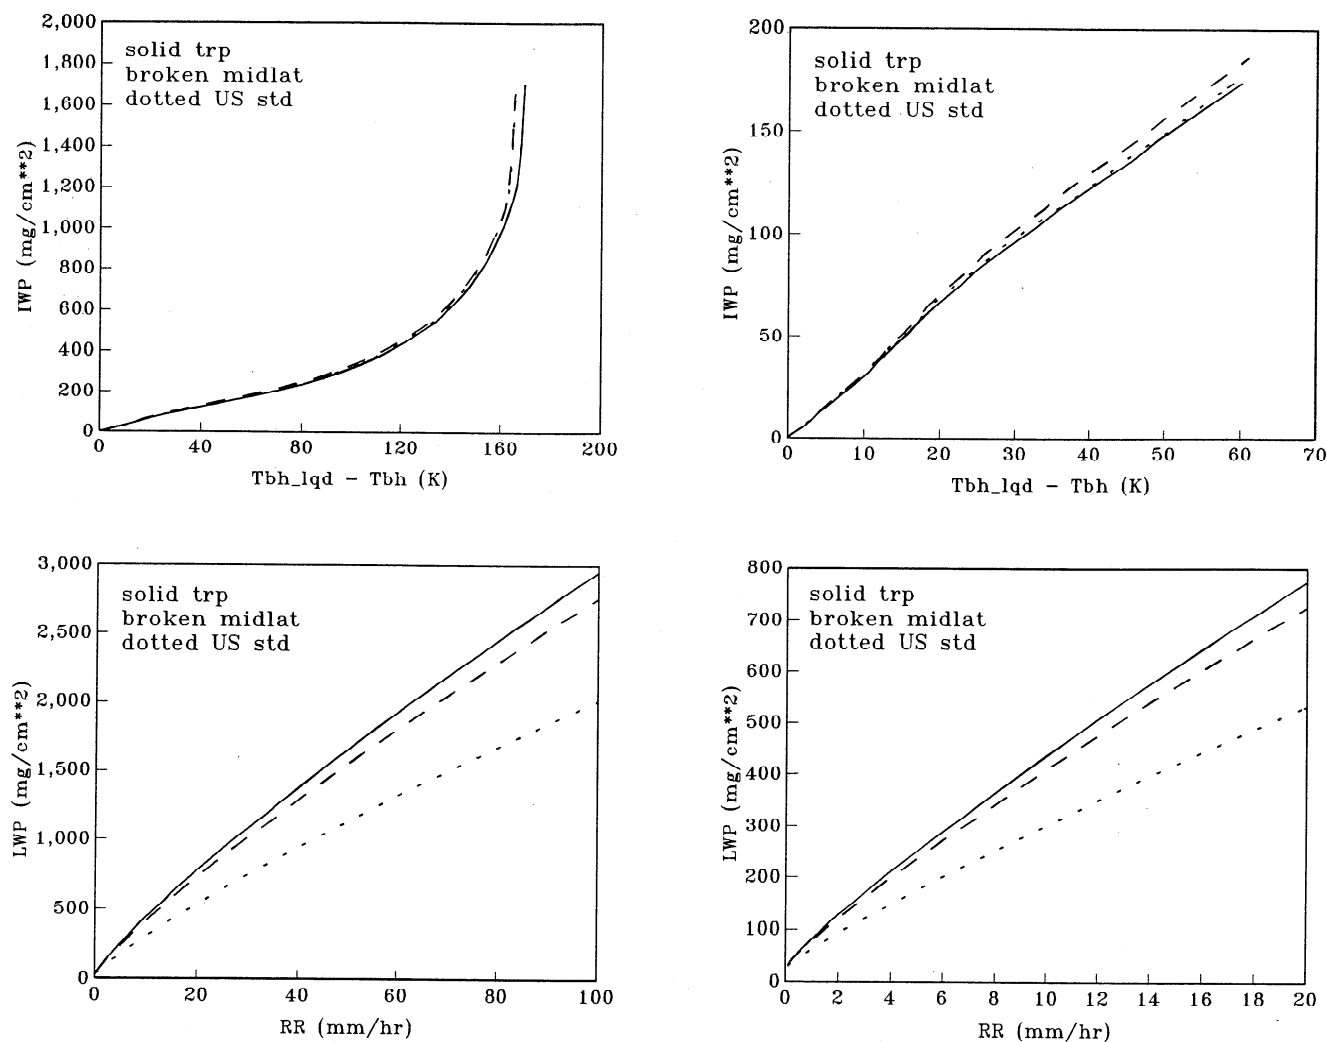 2,000
1,800
1,600
1,400
1,200
1,000
800
600
400
200
0
IWP (mg/cm**2)
solid trp
broken midlat
dotted US std
0 40 80 120 160 200
Tbh_lqd - Tbh (K)
200
150
100
50
0
IWP (mg/cm**2)
solid trp
broken midlat
dotted US std
0 10 20 30 40 50 60 70
Tbh_lqd - Tbh (K)
3,000
2,500
2,000
1,500
1,000
500
0
LWP (mg/cm**2)
solid trp
broken midlat
dotted US std
0 20 40 60 80 100
RR (mm/hr)
800
700
600
500
400
300
200
100
0
LWP (mg/cm**2)
solid trp
broken midlat
dotted US std
0 2 4 6 8 10 12 14 16 18 20
RR (mm/hr)